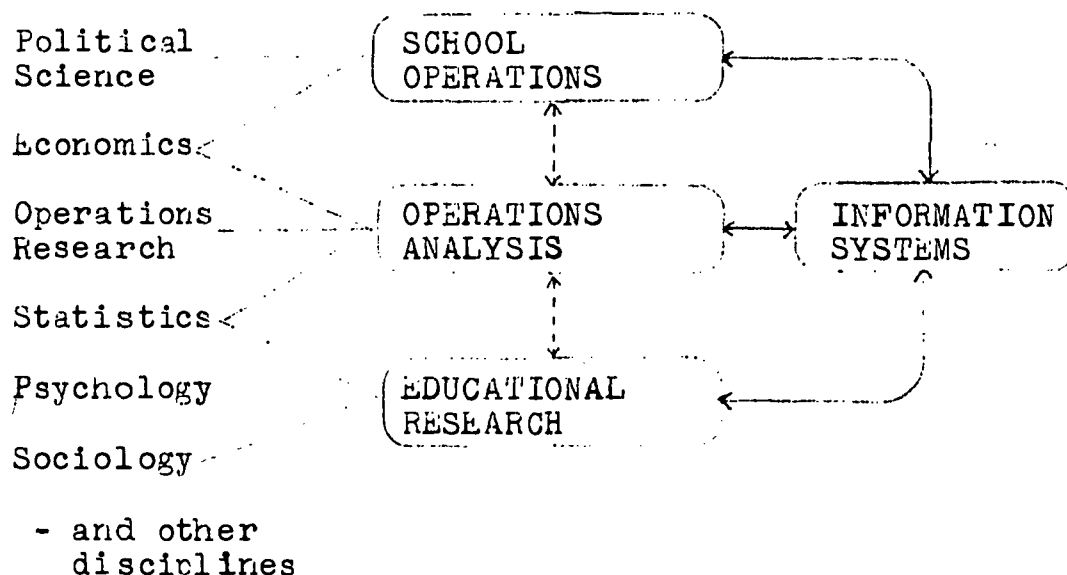 Political
Science
Economics
Operations
Research
Statistics
Psychology
Sociology
- and other
disciplines
SCHOOL
OPERATIONS
OPERATIONS
ANALYSIS
EDUCATIONAL
RESEARCH
INFORMATION
SYSTEMS